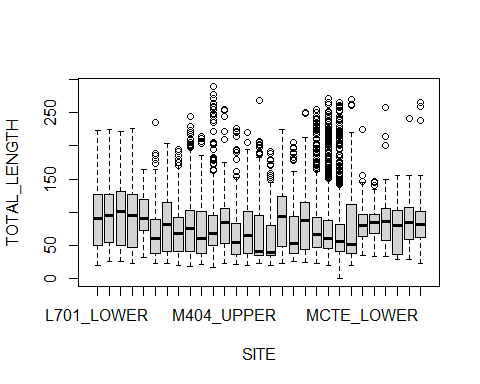 TOTAL_LENGTH
250
150
50
0
L701_LOWER M404_UPPER MCTE_LOWER
SITE